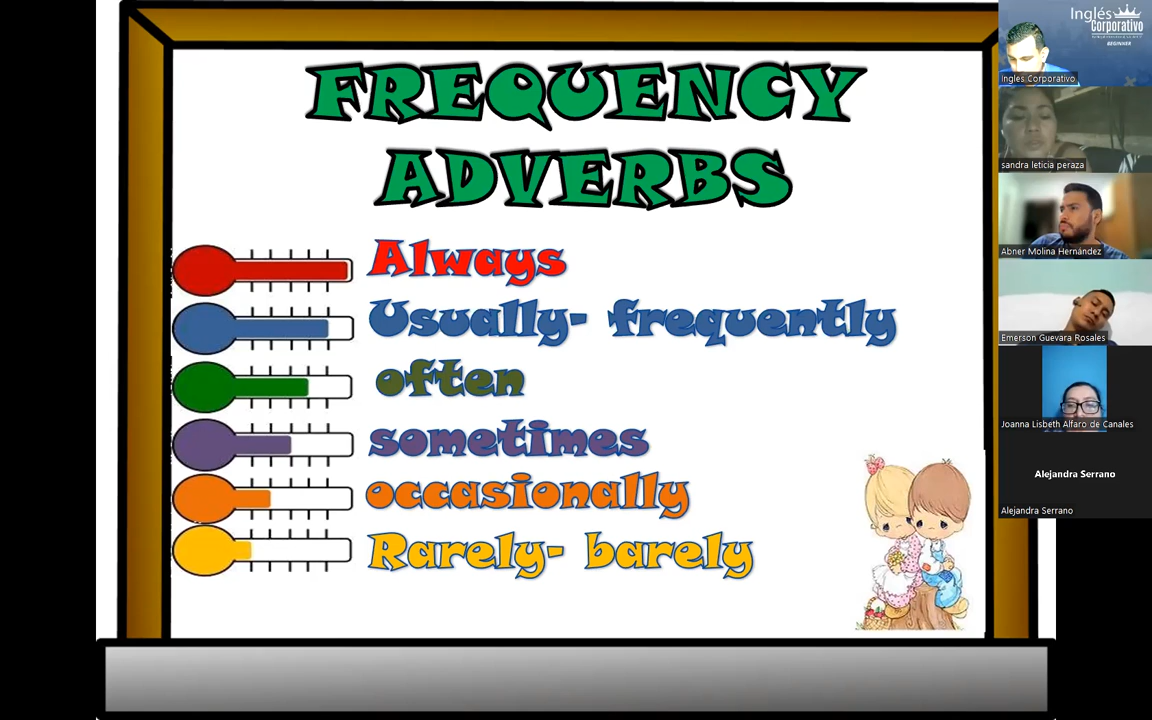 FREQUENCY
ADVERBS
Always
Usually- frequently
often
sometimes
occasionally
Rarely- barely
Inglés
Corporativo
BEGINNER
Ingles Corporativo
sandra leticia peraza
Abner Molina Hernández
Emerson Guevara Rosales
Joanna Lisbeth Alfaro de Canales
Alejandra Serrano
Alejandra Serrano